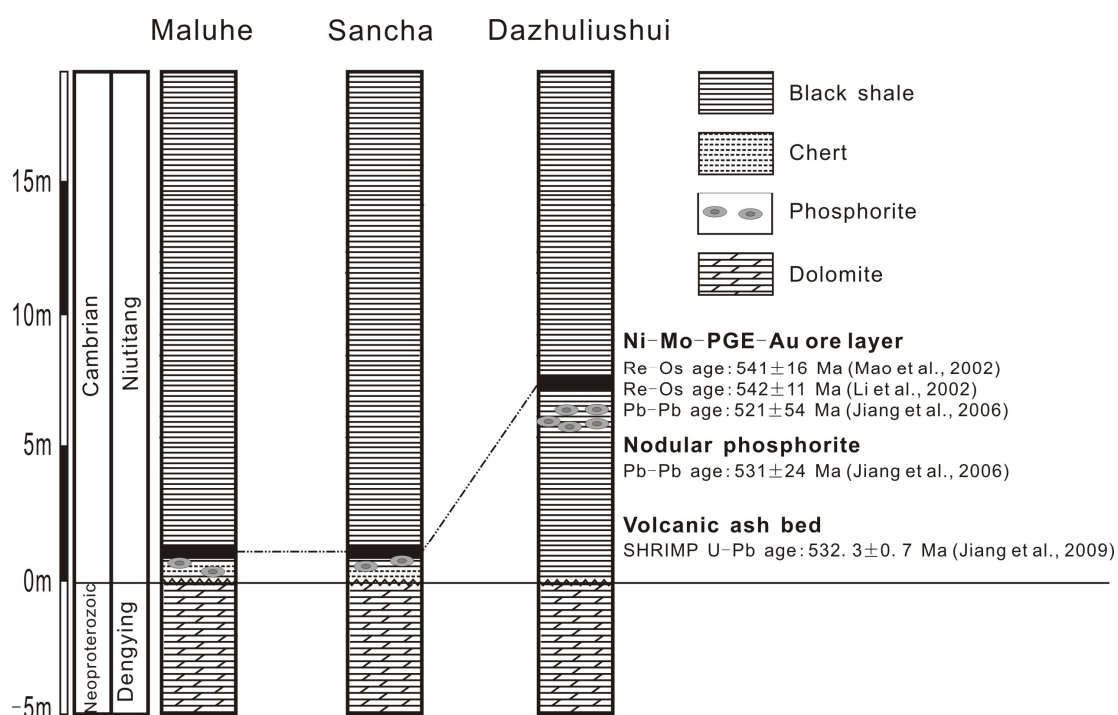 Maluhe
Sancha
Dazhuliushui
Black shale
Chert
Phosphorite
Dolomite
15m
10m
5m
0m
-5m
Cambrian
Niutitang
Neoproterozoic
Dengying
Ni-Mo-PGE-Au ore layer
Re-Os age: 541±16 Ma (Mao et al., 2002)
Re-Os age: 542±11 Ma (Li et al., 2002)
Pb-Pb age: 521±54 Ma (Jiang et al., 2006)
Nodular phosphorite
Pb-Pb age: 531±24 Ma (Jiang et al., 2006)
Volcanic ash bed
SHRIMP U-Pb age: 532. 3±0. 7 Ma (Jiang et al., 2009)